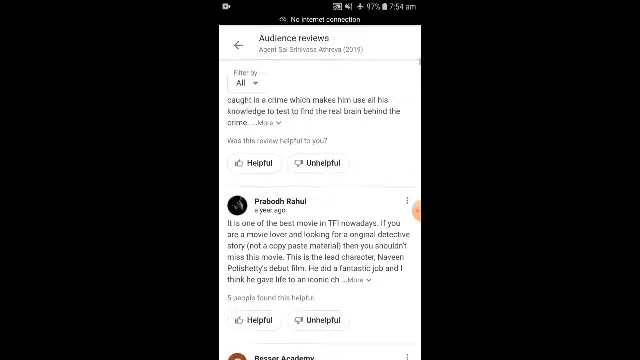 97% 7:54 am
No internet connection
Audience reviews
Agent Sai Srinivasa Athreya (2019)
Filter by
All
caught in a crime which makes him use all his
knowledge to test to find the real brain behind the
crime. ...More
Was this review helpful to you?
Helpful Unhelpful
Prabodh Rahul
a year ago
It is one of the best movie in TFI nowadays. If you
are a movie lover and looking for a original detective
story (not a copy paste material) then you shouldn't
miss this movie. This is the lead character, Naveen
Polishetty's debut film. He did a fantastic job and I
think he gave life to an iconic ch ...More
5 people found this helpful.
Helpful Unhelpful
Besser Academy